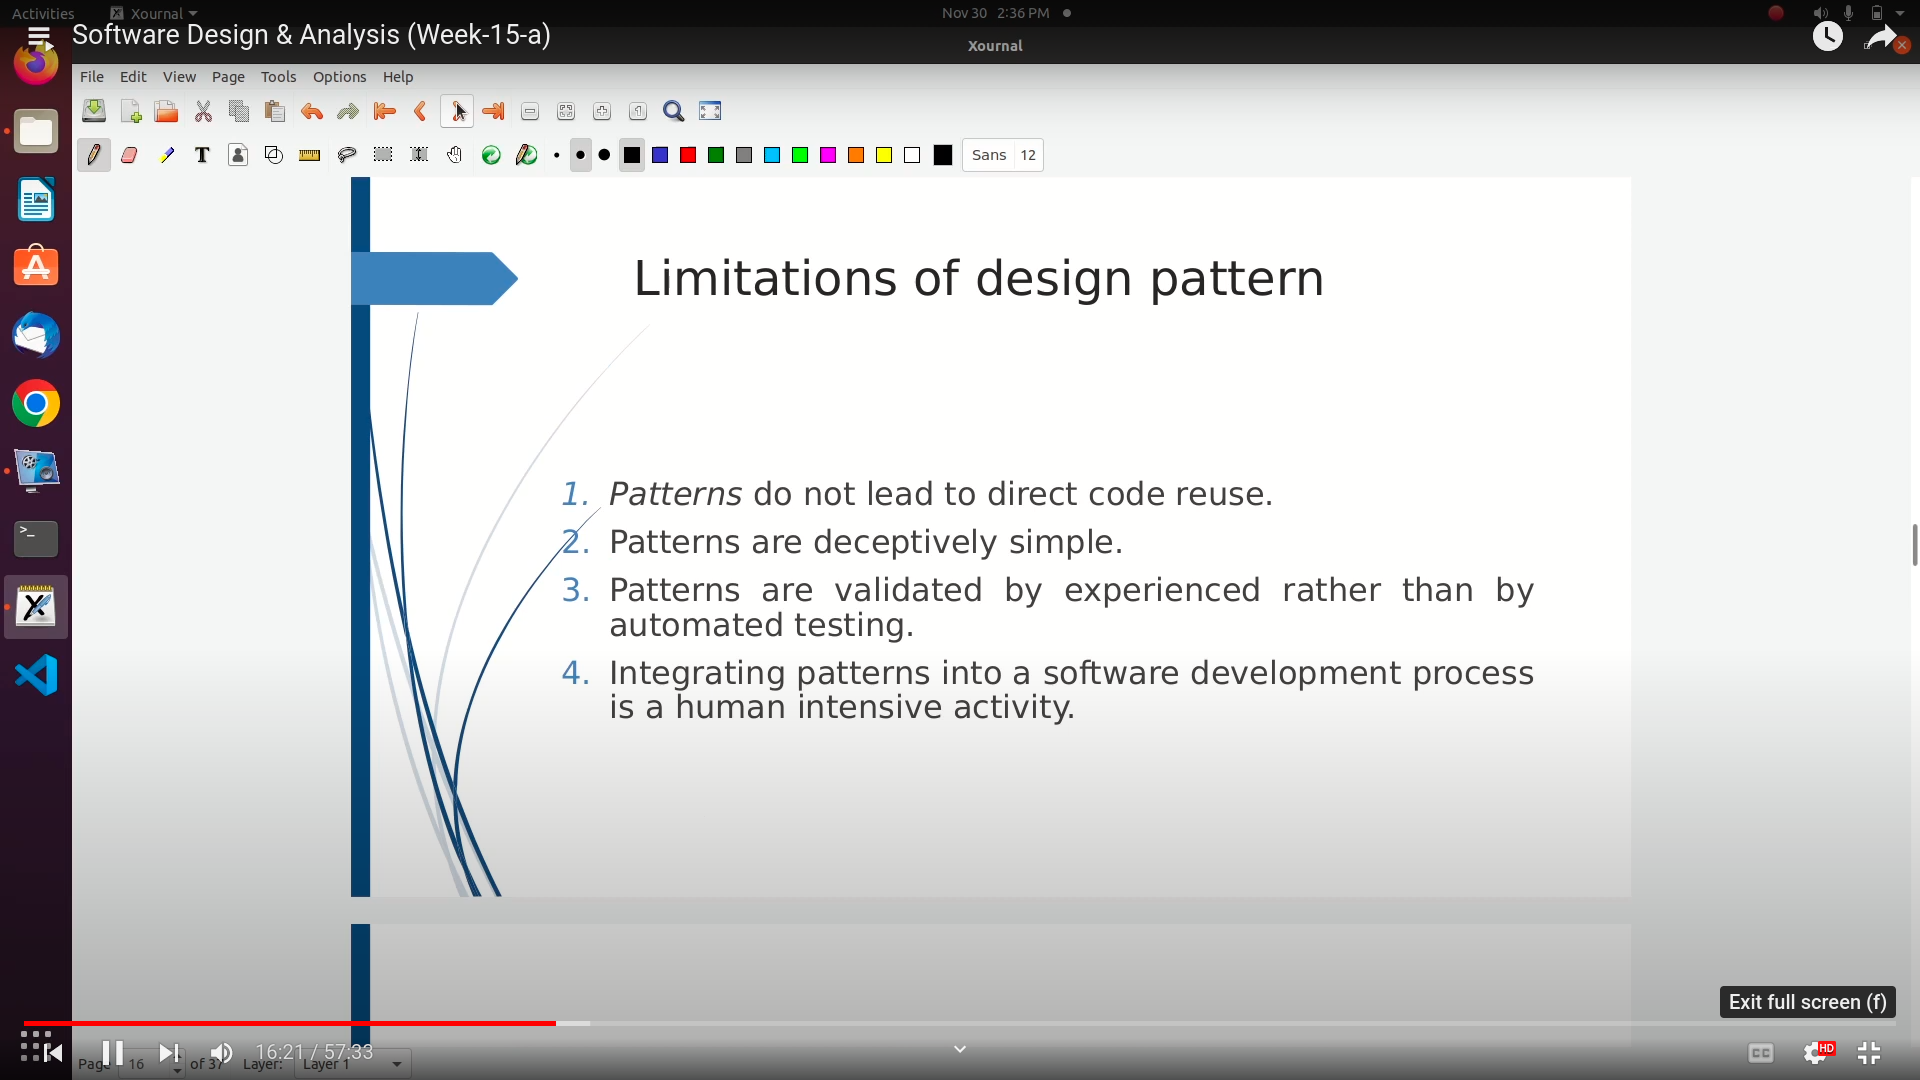 Activities Xournal Nov 30 2:36 PM
Software Design & Analysis (Week-15-a)
Xournal
File Edit View Page Tools Options Help
T Sans 12
Limitations of design pattern
1. Patterns do not lead to direct code reuse.
2. Patterns are deceptively simple.
3. Patterns are validated by experienced rather than by
automated testing.
4. Integrating patterns into a software development process
is a human intensive activity.
Exit full screen (f)
16:21 / 57:33
CC HD
Page 16 of 37 Layer: Layer 1